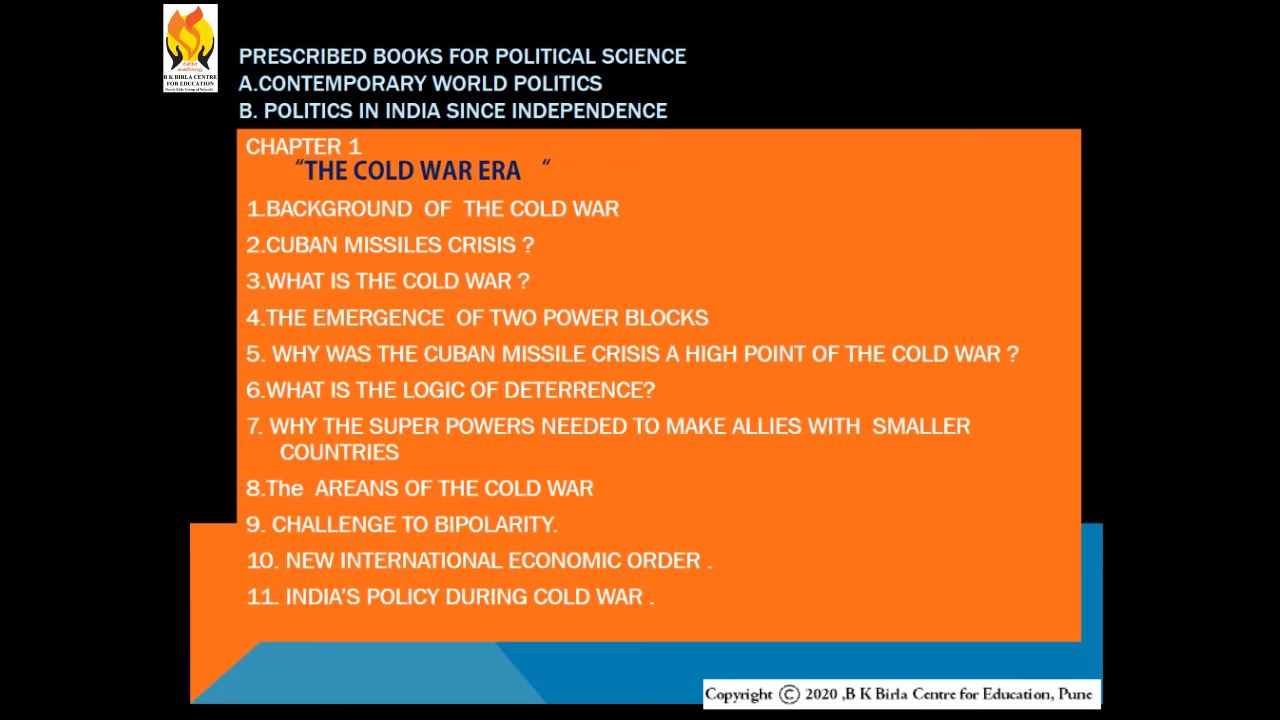 B K BIRLA CENTRE
FOR EDUCATION
PRESCRIBED BOOKS FOR POLITICAL SCIENCE
A.CONTEMPORARY WORLD POLITICS
B. POLITICS IN INDIA SINCE INDEPENDENCE
CHAPTER 1
“THE COLD WAR ERA “
1.BACKGROUND OF THE COLD WAR
2.CUBAN MISSILES CRISIS ?
3.WHAT IS THE COLD WAR ?
4.THE EMERGENCE OF TWO POWER BLOCKS
5. WHY WAS THE CUBAN MISSILE CRISIS A HIGH POINT OF THE COLD WAR ?
6.WHAT IS THE LOGIC OF DETERRENCE?
7. WHY THE SUPER POWERS NEEDED TO MAKE ALLIES WITH SMALLER
COUNTRIES
8.The AREANS OF THE COLD WAR
9. CHALLENGE TO BIPOLARITY.
10. NEW INTERNATIONAL ECONOMIC ORDER .
11. INDIA’S POLICY DURING COLD WAR .
Copyright © 2020 ,B K Birla Centre for Education, Pune